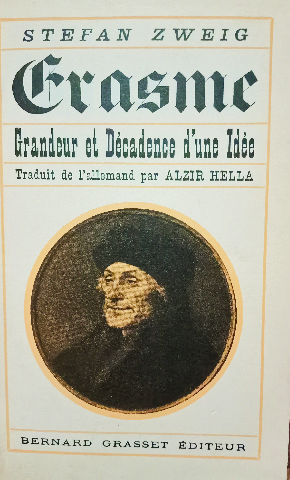 STEFAN ZWEIG
Erasme
Grandeur et Décadence d'une Idée
Traduit de l'allemand par ALZIR HELLA
BERNARD GRASSET ÉDITEUR